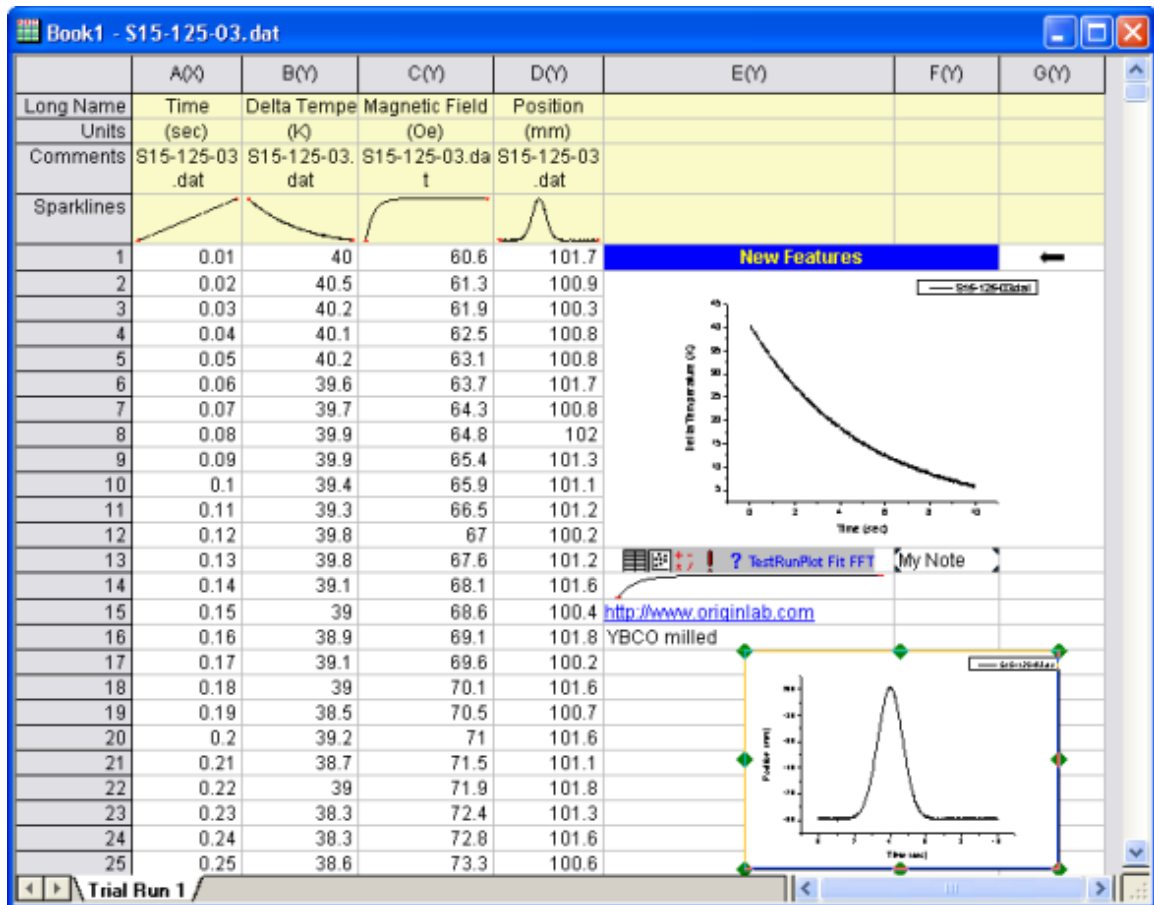 Book1 - S15-125-03.dat
A(X) B(Y) C(Y) D(Y) E(Y) F(Y) G(Y)
Long Name Time Delta Tempe Magnetic Field Position
Units (sec) (K) (Oe) (mm)
Comments S15-125-03 S15-125-03. S15-125-03.da S15-125-03
.dat dat t .dat
Sparklines
1 0.01 40 60.6 101.7 New Features
2 0.02 40.5 61.3 100.9
3 0.03 40.2 61.9 100.3
4 0.04 40.1 62.5 100.8
5 0.05 40.2 63.1 100.8
6 0.06 39.6 63.7 101.7
7 0.07 39.7 64.3 100.8
8 0.08 39.9 64.8 102
9 0.09 39.9 65.4 101.3
10 0.1 39.4 65.9 101.1
11 0.11 39.3 66.5 101.2
12 0.12 39.8 67 100.2
13 0.13 39.8 67.6 101.2 ? TestRunPlot Fit FFT My Note
14 0.14 39.1 68.1 101.6
15 0.15 39 68.6 100.4 http://www.originlab.com
16 0.16 38.9 69.1 101.8 YBCO milled
17 0.17 39.1 69.6 100.2
18 0.18 39 70.1 101.6
19 0.19 38.5 70.5 100.7
20 0.2 39.2 71 101.6
21 0.21 38.7 71.5 101.1
22 0.22 39 71.9 101.8
23 0.23 38.3 72.4 101.3
24 0.24 38.3 72.8 101.6
25 0.25 38.6 73.3 100.6
Trial Run 1
Delta Temperature (K)
Time (sec)
Position (mm)
Time (sec)